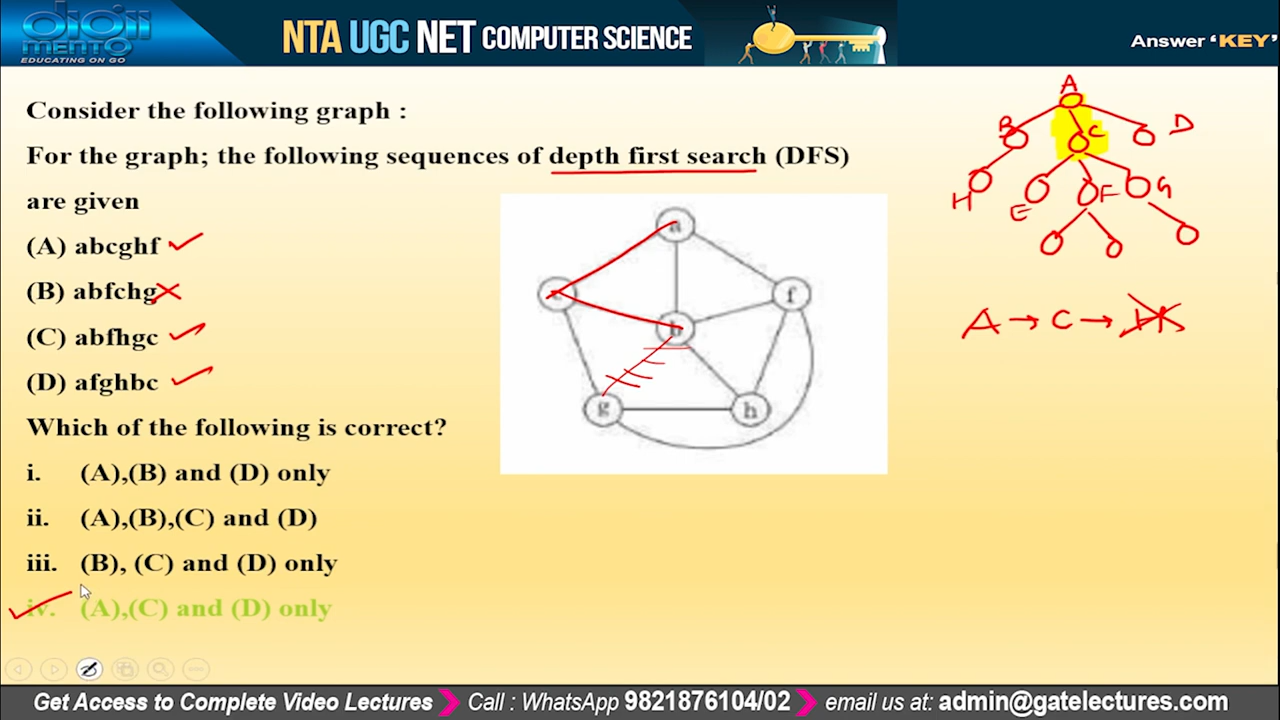 didii
MENTO
EDUCATING ON GO
NTA UGC NET COMPUTER SCIENCE
Answer ‘KEY’
Consider the following graph :
For the graph; the following sequences of depth first search (DFS)
are given
(A) abcghf
(B) abfchg
(C) abfhgc
(D) afghbc
Which of the following is correct?
i. (A),(B) and (D) only
ii. (A),(B),(C) and (D)
iii. (B), (C) and (D) only
iv. (A),(C) and (D) only
a
f
b
g
h
A
B C D
H E F G
A → C →
Get Access to Complete Video Lectures
Call : WhatsApp 9821876104/02
email us at: admin@gatelectures.com